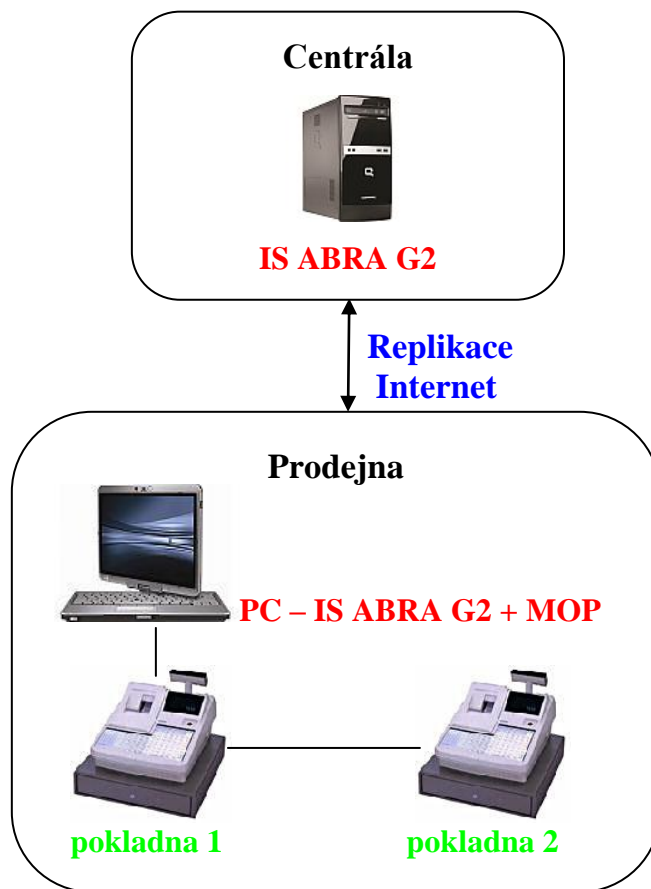 Centrála
IS ABRA G2
Replikace
Internet
Prodejna
PC – IS ABRA G2 + MOP
pokladna 1
pokladna 2